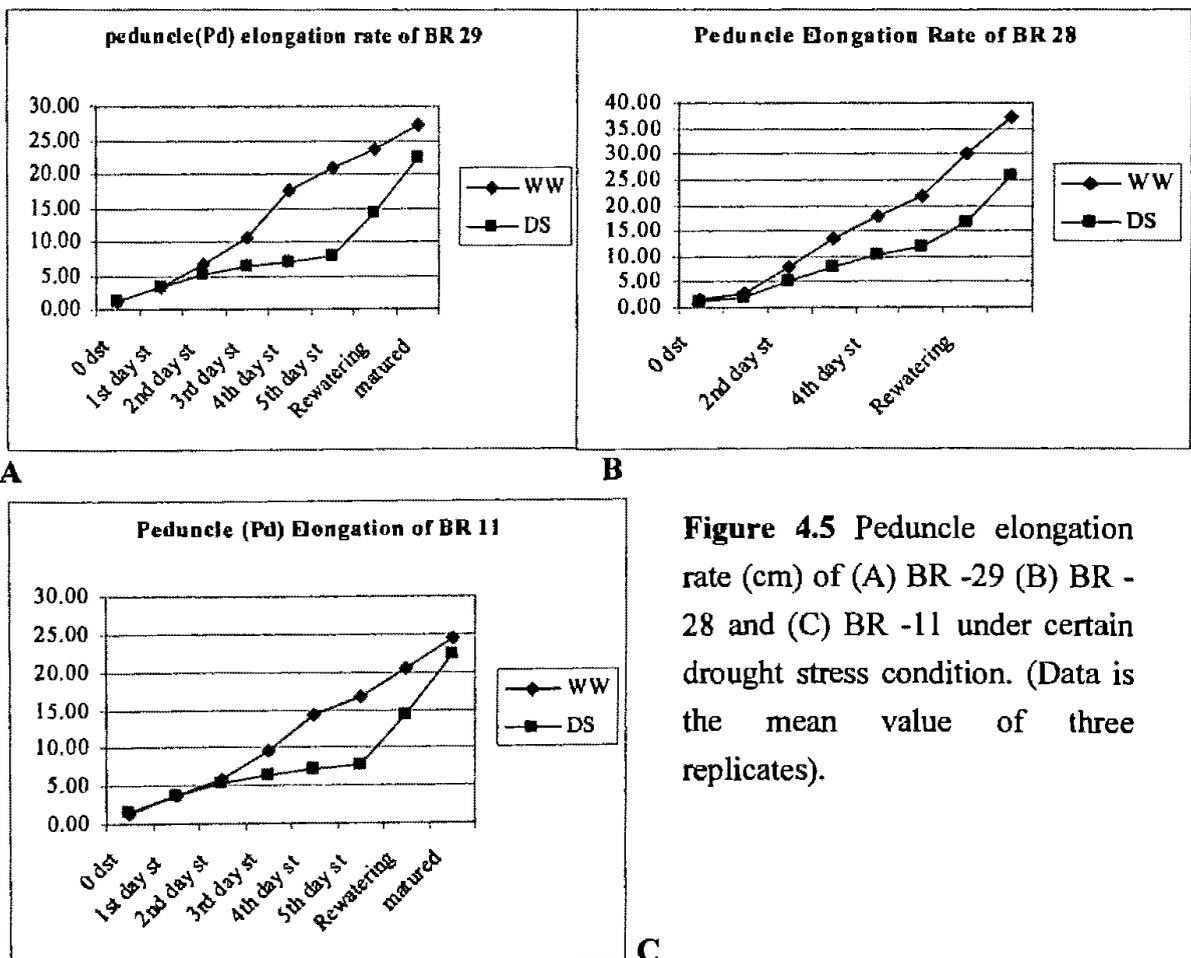 peduncle(Pd) elongation rate of BR 29
30.00
25.00
20.00
15.00
10.00
5.00
0.00
0 dst
1st day st
2nd day st
3rd day st
4th day st
5th day st
Rewatering
matured
WW
DS
A
Peduncle Elongation Rate of BR 28
40.00
35.00
30.00
25.00
20.00
15.00
10.00
5.00
0.00
0 dst
2nd day st
4th day st
Rewatering
WW
DS
B
Peduncle (Pd) Elongation of BR 11
30.00
25.00
20.00
15.00
10.00
5.00
0.00
0 dst
1st day st
2nd day st
3rd day st
4th day st
5th day st
Rewatering
matured
WW
DS
C
Figure 4.5 Peduncle elongation
rate (cm) of (A) BR -29 (B) BR -
28 and (C) BR -11 under certain
drought stress condition. (Data is
the mean value of three
replicates).